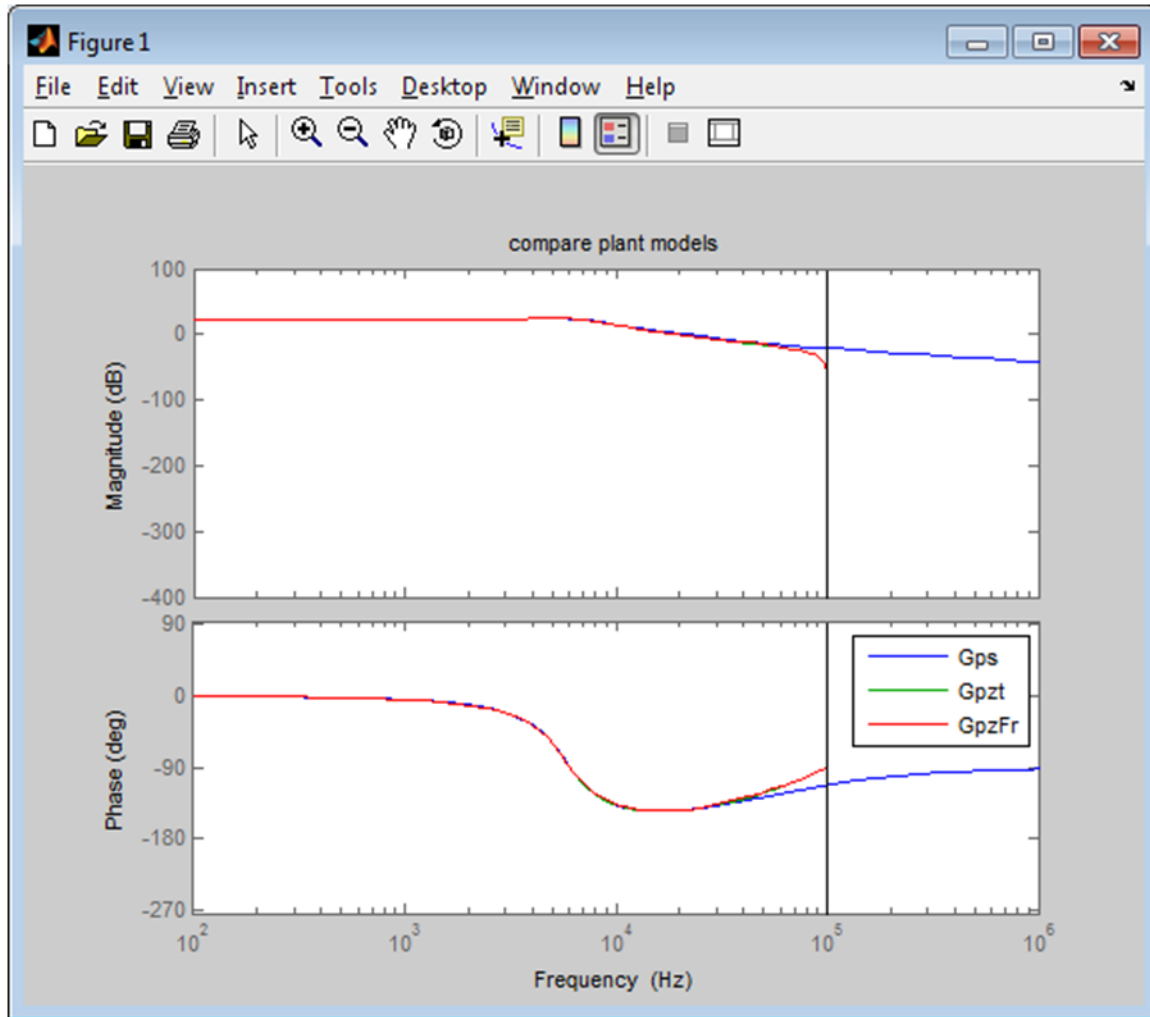 Figure 1
File Edit View Insert Tools Desktop Window Help
compare plant models
100
0
-100
-200
-300
-400
Magnitude (dB)
90
0
-90
-180
-270
Phase (deg)
Gps
Gpzt
GpzFr
10^2 10^3 10^4 10^5 10^6
Frequency (Hz)